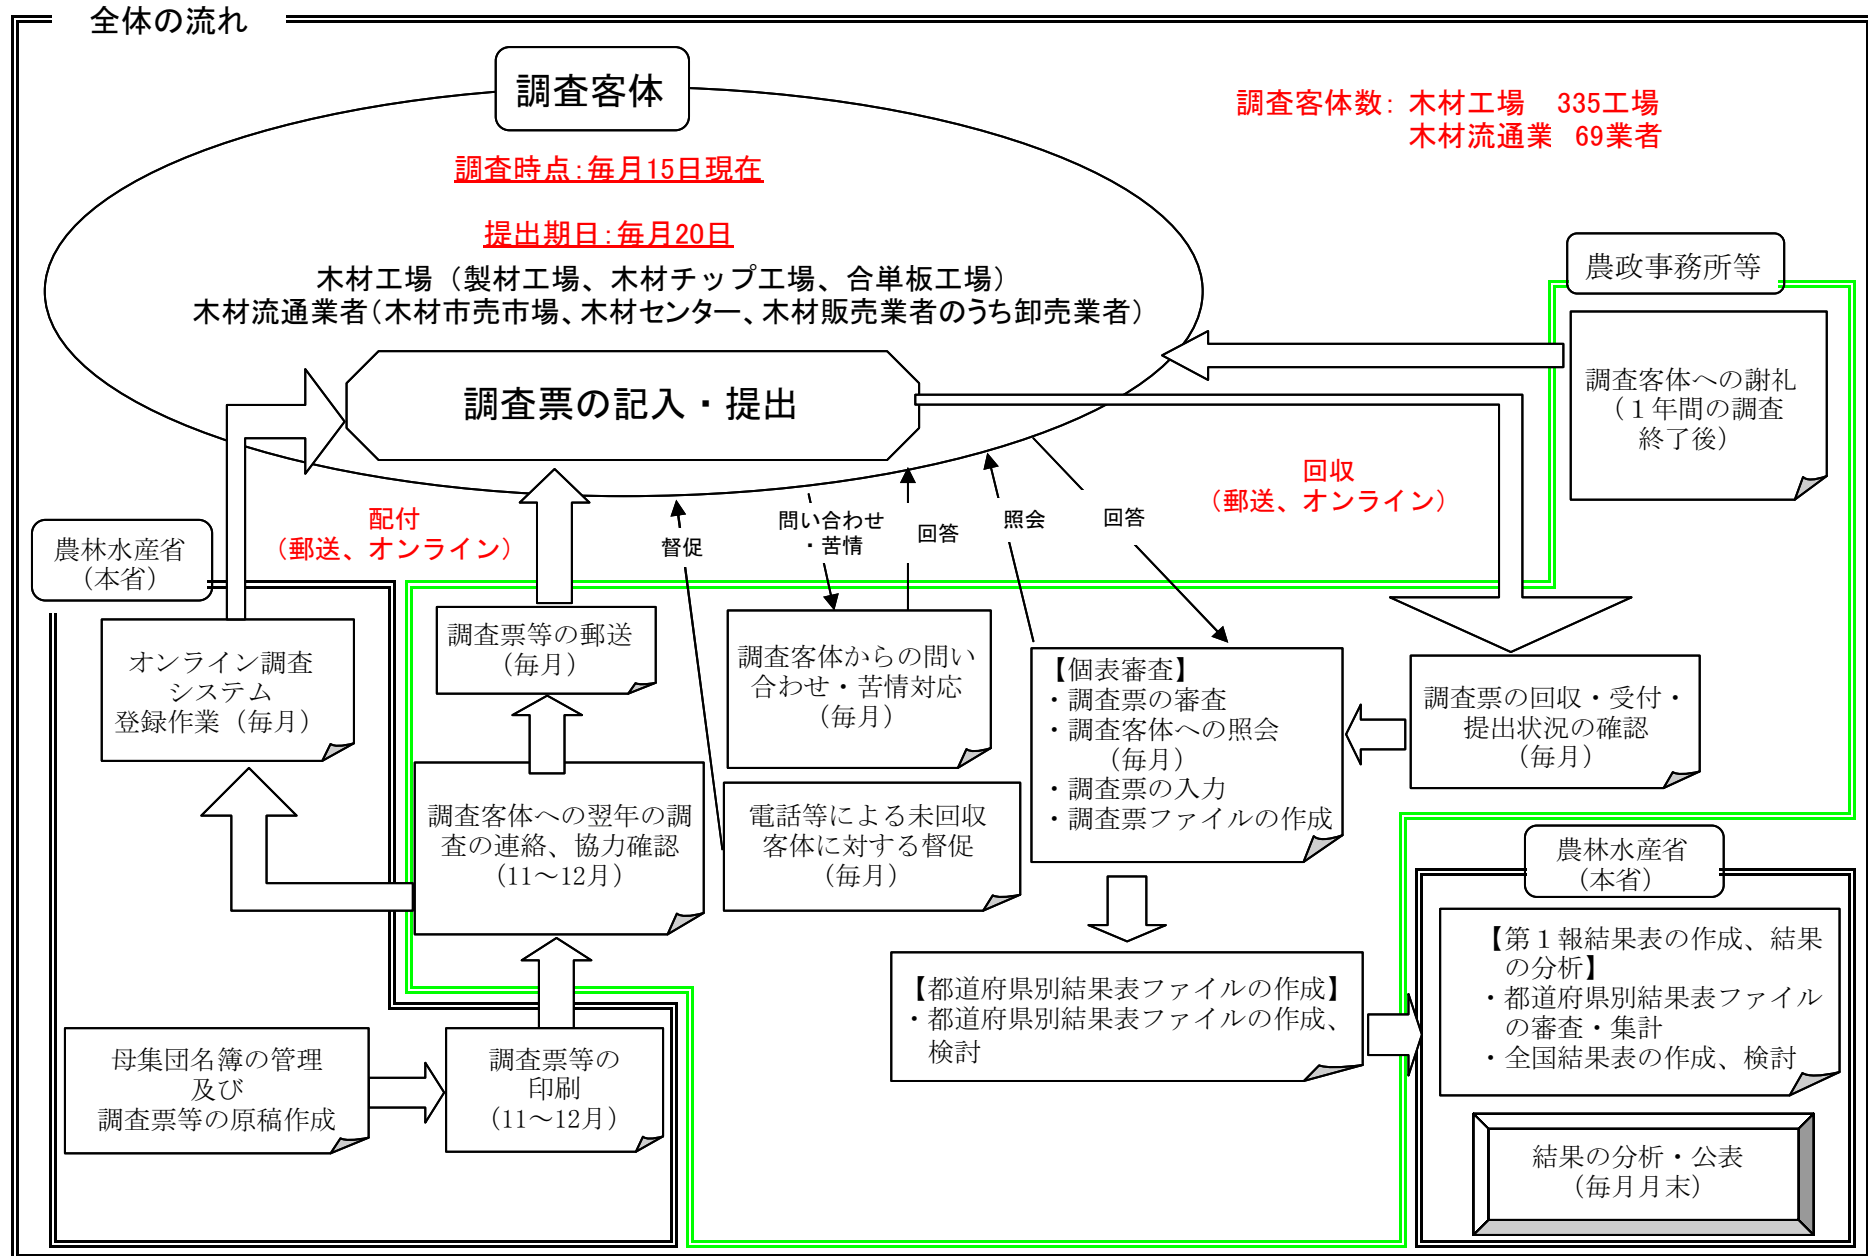 全体の流れ
調査客体
調査客体数：木材工場　335工場
木材流通業　69業者
調査時点：毎月15日現在
提出期日：毎月20日
木材工場（製材工場、木材チップ工場、合単板工場）
木材流通業者（木材市売市場、木材センター、木材販売業者のうち卸売業者）
調査票の記入・提出
農政事務所等
調査客体への謝礼
（１年間の調査
終了後）
回収
（郵送、オンライン）
配付
（郵送、オンライン）
督促
問い合わせ
・苦情
回答
照会
回答
農林水産省
（本省）
オンライン調査
システム
登録作業（毎月）
調査票等の郵送
（毎月）
調査客体からの問い
合わせ・苦情対応
（毎月）
【個表審査】
・調査票の審査
・調査客体への照会
（毎月）
・調査票の入力
・調査票ファイルの作成
調査票の回収・受付・
提出状況の確認
（毎月）
調査客体への翌年の調
査の連絡、協力確認
（11～12月）
電話等による未回収
客体に対する督促
（毎月）
農林水産省
（本省）
【都道府県別結果表ファイルの作成】
・都道府県別結果表ファイルの作成、
検討
【第１報結果表の作成、結果
の分析】
・都道府県別結果表ファイル
の審査・集計
・全国結果表の作成、検討
母集団名簿の管理
及び
調査票等の原稿作成
調査票等の
印刷
（11～12月）
結果の分析・公表
（毎月月末）